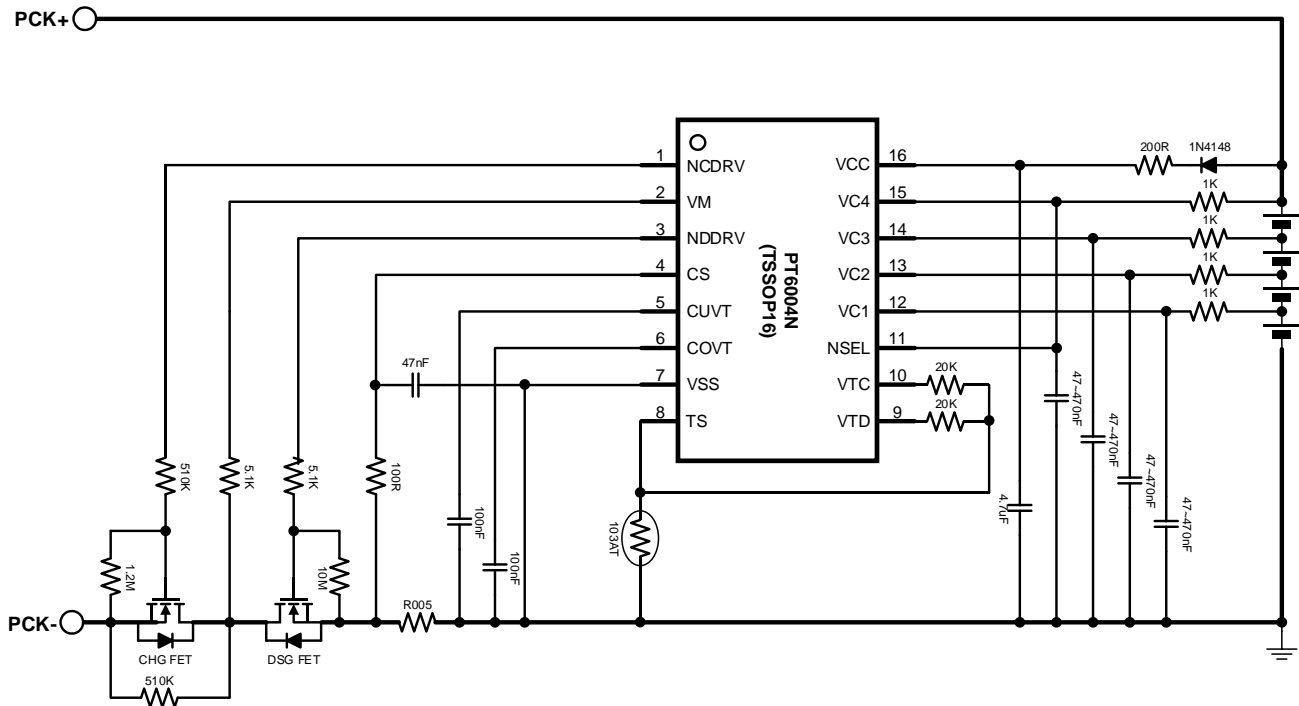 PCK+
1 NCDRV VCC 16
2 VM VC4 15
3 NDDRV VC3 14
4 CS VC2 13
5 CUVT VC1 12
6 COVT NSEL 11
7 VSS VTC 10
8 TS VTD 9
PT6004N
(TSSOP16)
200R
1N4148
1K
1K
1K
1K
47nF
20K
20K
510K
5.1K
5.1K
100R
100nF
100nF
103AT
4.7uF
47~470nF
47~470nF
47~470nF
47~470nF
1.2M
10M
R005
PCK-
CHG FET
DSG FET
510K